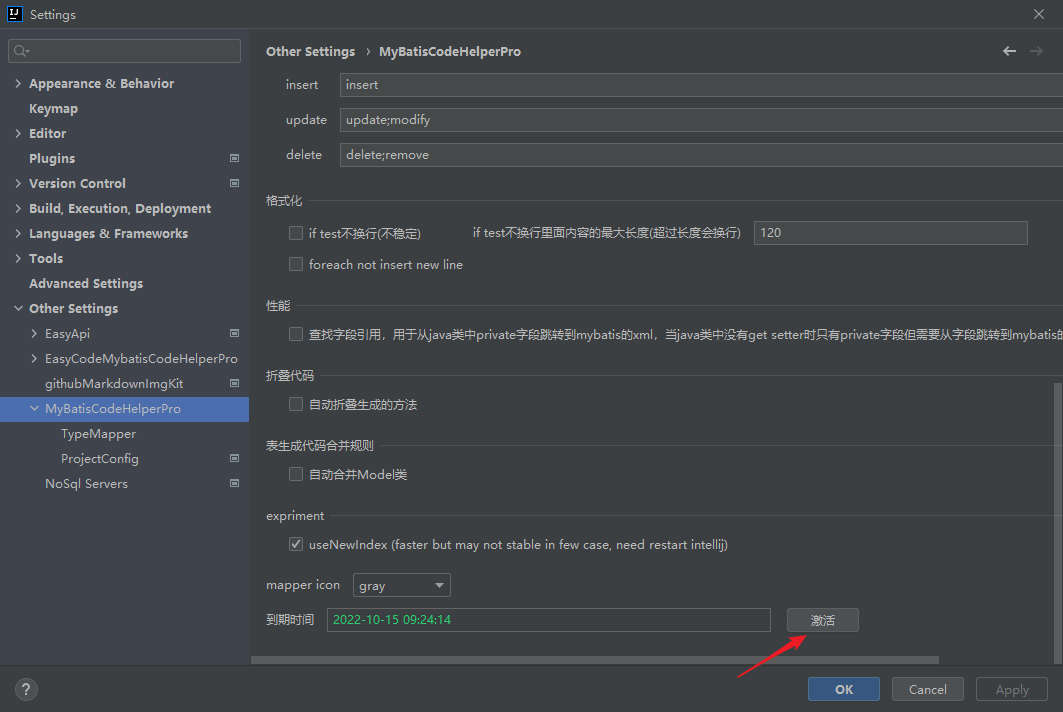 Settings
Other Settings › MyBatisCodeHelperPro
Appearance & Behavior
Keymap
Editor
Plugins
Version Control
Build, Execution, Deployment
Languages & Frameworks
Tools
Advanced Settings
Other Settings
EasyApi
EasyCodeMybatisCodeHelperPro
githubMarkdownImgKit
MyBatisCodeHelperPro
TypeMapper
ProjectConfig
NoSql Servers
insert insert
update update;modify
delete delete;remove
格式化
if test不换行(不稳定) if test不换行里面内容的最大长度(超过长度会换行) 120
foreach not insert new line
性能
查找字段引用，用于从java类中private字段跳转到mybatis的xml，当java类中没有get setter时只有private字段但需要从字段跳转到mybatis的
折叠代码
自动折叠生成的方法
表生成代码合并规则
自动合并Model类
expriment
useNewIndex (faster but may not stable in few case, need restart intellij)
mapper icon gray
到期时间 2022-10-15 09:24:14 激活
? OK Cancel Apply